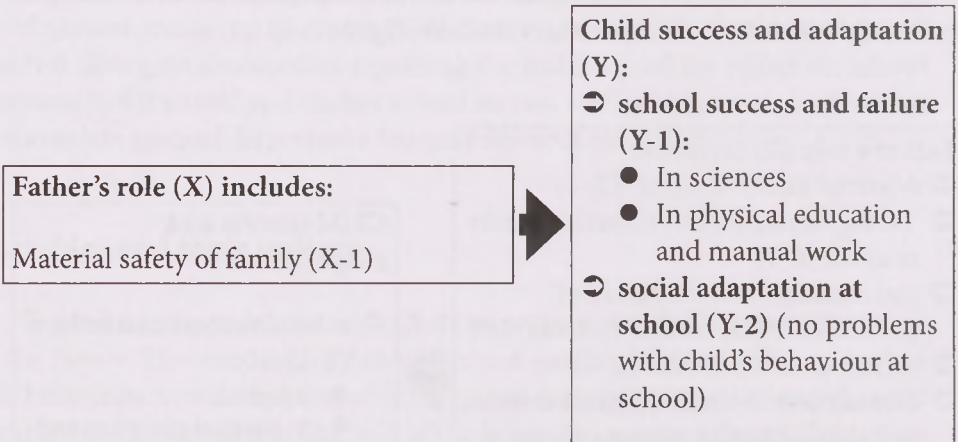 Father's role (X) includes:
Material safety of family (X-1)
Child success and adaptation
(Y):
➲ school success and failure
(Y-1):
● In sciences
● In physical education
and manual work
➲ social adaptation at
school (Y-2) (no problems
with child's behaviour at
school)